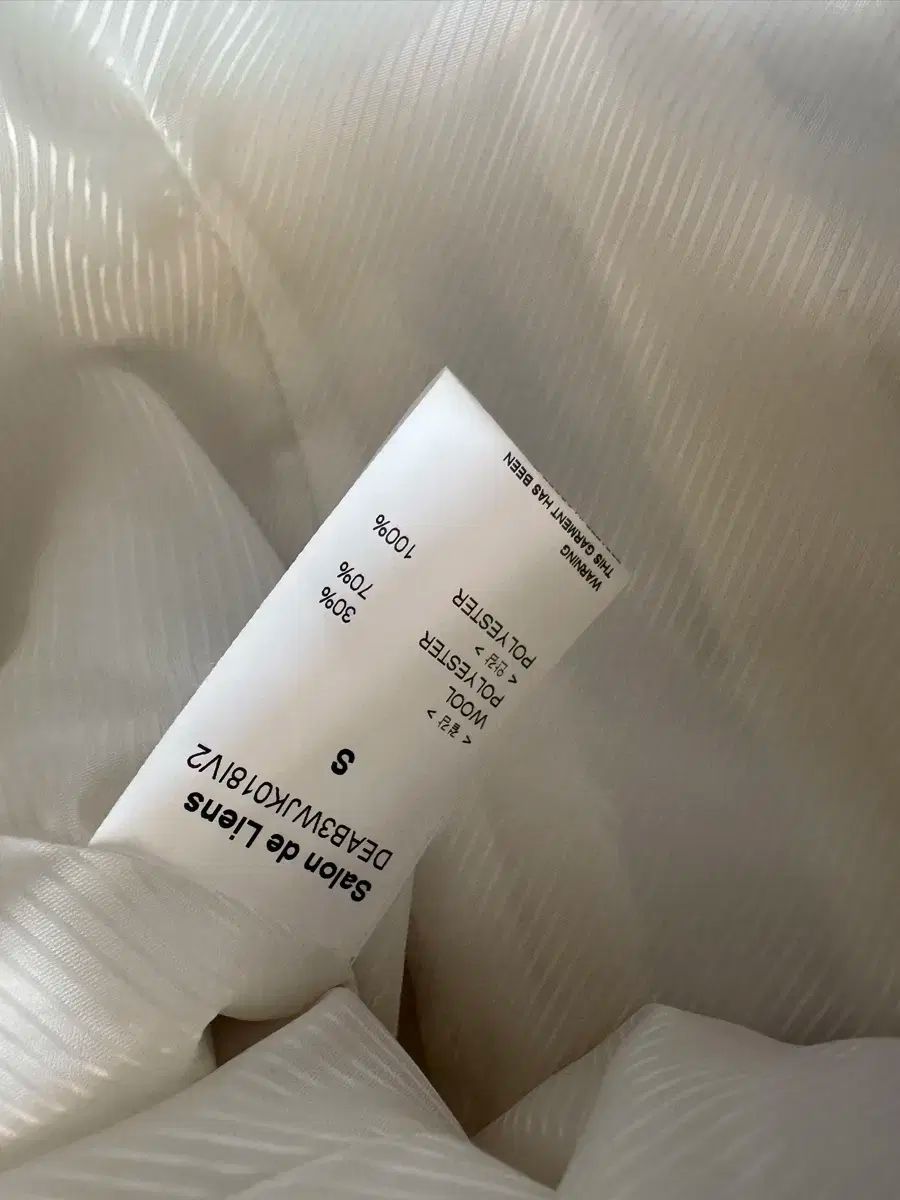 Salon de Liens
DEAB3WJK018IV2
S
< 겉감 >
WOOL 30%
POLYESTER 70%
< 안감 >
POLYESTER 100%
WARNING
THIS GARMENT HAS BEEN